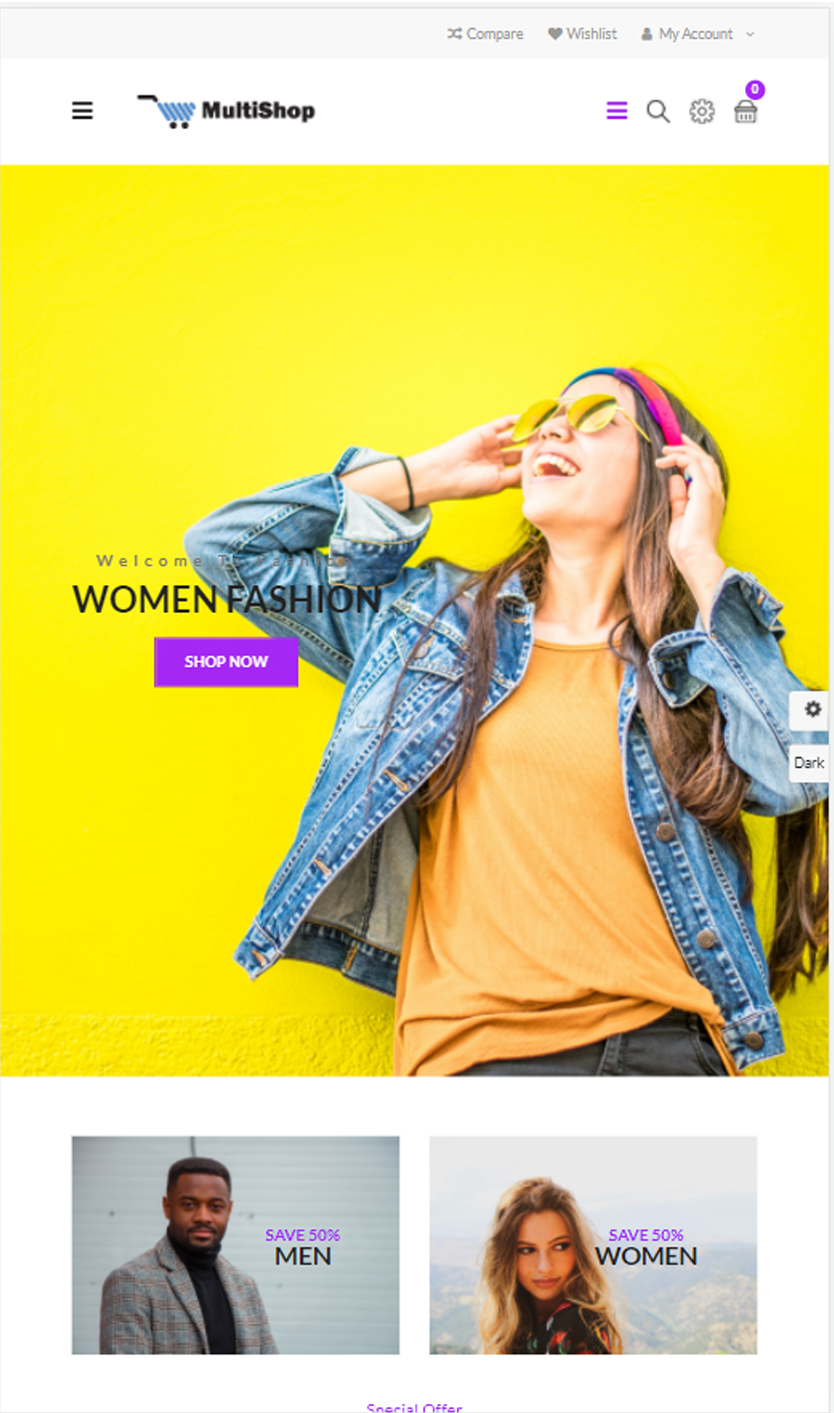 Compare Wishlist My Account
MultiShop
0
Welcome To Fashion
WOMEN FASHION
SHOP NOW
Dark
SAVE 50%
MEN
SAVE 50%
WOMEN
Special Offer